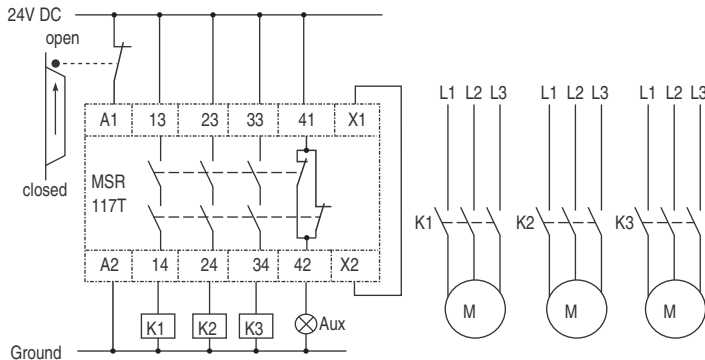 24V DC
open
L1 L2 L3 L1 L2 L3 L1 L2 L3
A1 13 23 33 41 X1
closed
MSR
117T
K1 K2 K3
A2 14 24 34 42 X2
K1 K2 K3 Aux
M M M
Ground